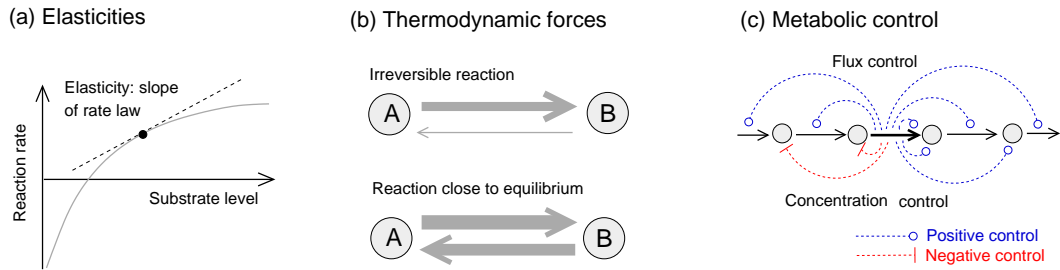 (a) Elasticities
Elasticity: slope
of rate law
Reaction rate
Substrate level
(b) Thermodynamic forces
Irreversible reaction
A
B
Reaction close to equilibrium
A
B
(c) Metabolic control
Flux control
Concentration control
Positive control
Negative control